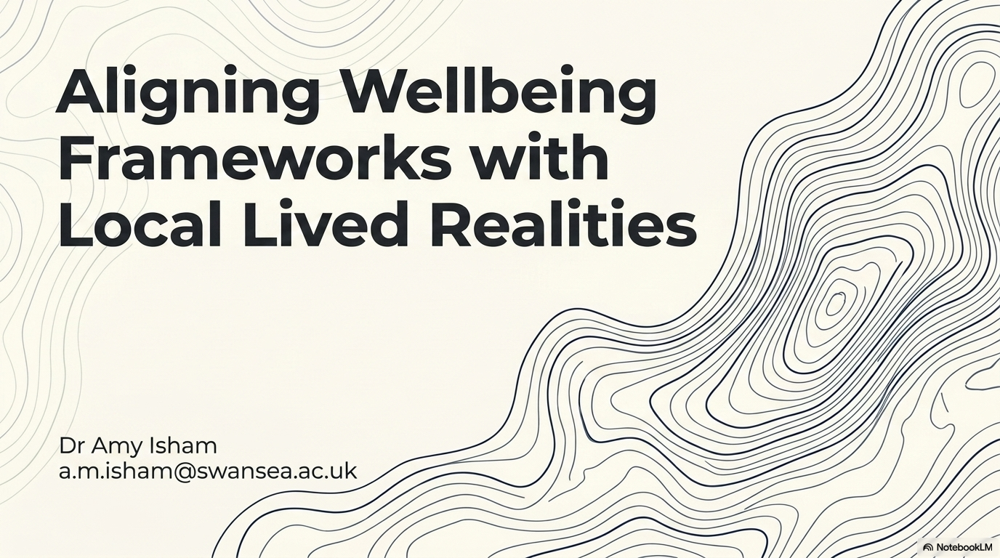 Aligning Wellbeing
Frameworks with
Local Lived Realities
Dr Amy Isham
a.m.isham@swansea.ac.uk
NotebookLM